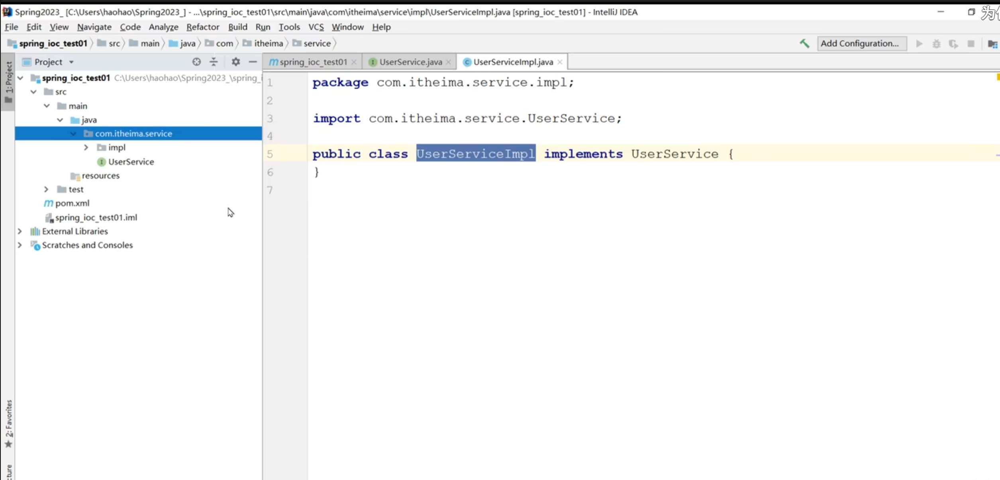 Spring2023_ [C:\Users\haohao\Spring2023_] - ...\spring_ioc_test01\src\main\java\com\itheima\service\impl\UserServiceImpl.java [spring_ioc_test01] - IntelliJ IDEA
为
File Edit View Navigate Code Analyze Refactor Build Run Tools VCS Window Help
spring_ioc_test01 src main java com itheima service
Add Configuration...
1: Project
Project
spring_ioc_test01 C:\Users\haohao\Spring2023_\spring_i
src
main
java
com.itheima.service
impl
UserService
resources
test
pom.xml
spring_ioc_test01.iml
External Libraries
Scratches and Consoles
2: Favorites
spring_ioc_test01 UserService.java UserServiceImpl.java
1 package com.itheima.service.impl;
2
3 import com.itheima.service.UserService;
4
5 public class UserServiceImpl implements UserService {
6 }
7